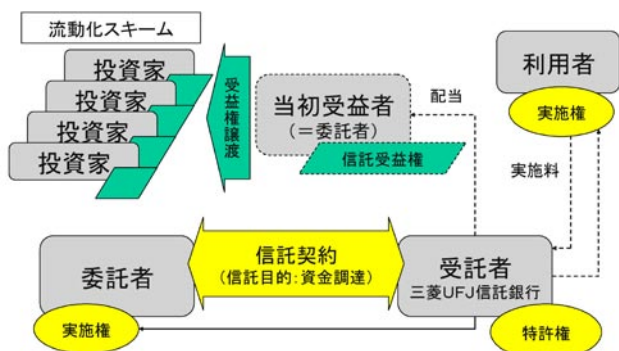 流動化スキーム
投資家
投資家
投資家
投資家
受益権譲渡
当初受益者
(=委託者)
信託受益権
配当
利用者
実施権
実施料
委託者
実施権
信託契約
(信託目的:資金調達)
受託者
三菱UFJ信託銀行
特許権